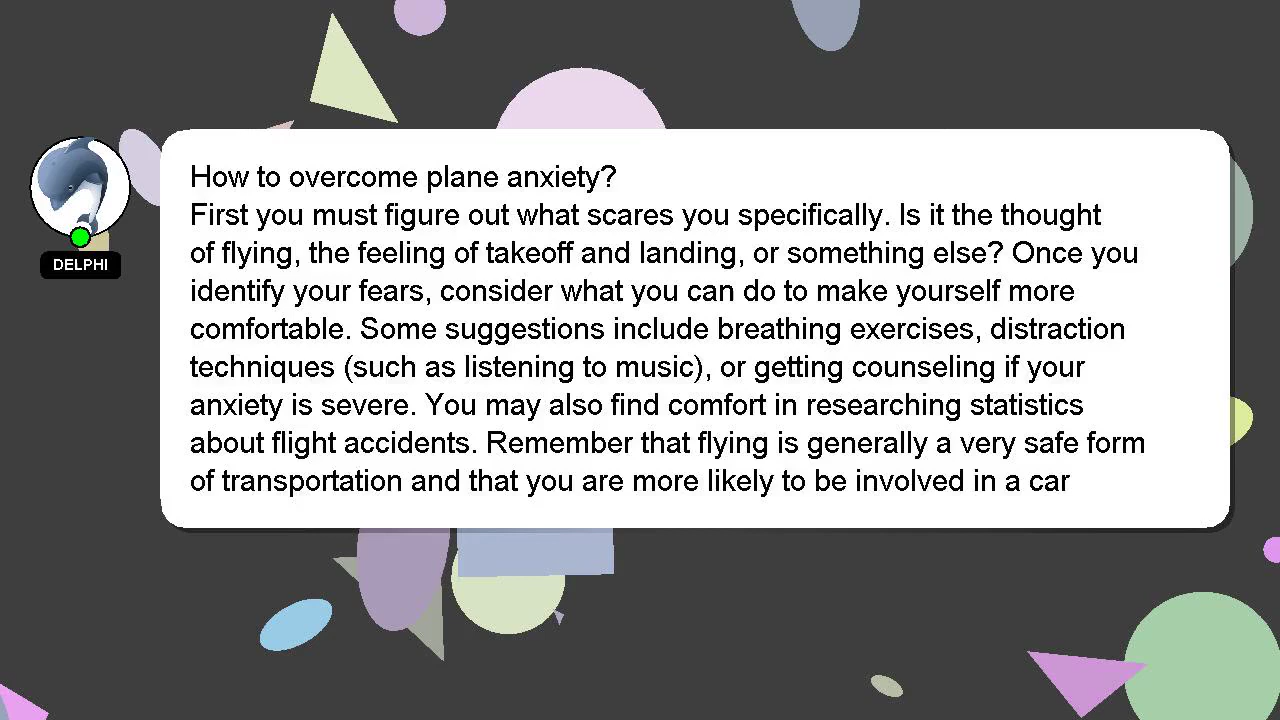 DELPHI
How to overcome plane anxiety?
First you must figure out what scares you specifically. Is it the thought
of flying, the feeling of takeoff and landing, or something else? Once you
identify your fears, consider what you can do to make yourself more
comfortable. Some suggestions include breathing exercises, distraction
techniques (such as listening to music), or getting counseling if your
anxiety is severe. You may also find comfort in researching statistics
about flight accidents. Remember that flying is generally a very safe form
of transportation and that you are more likely to be involved in a car